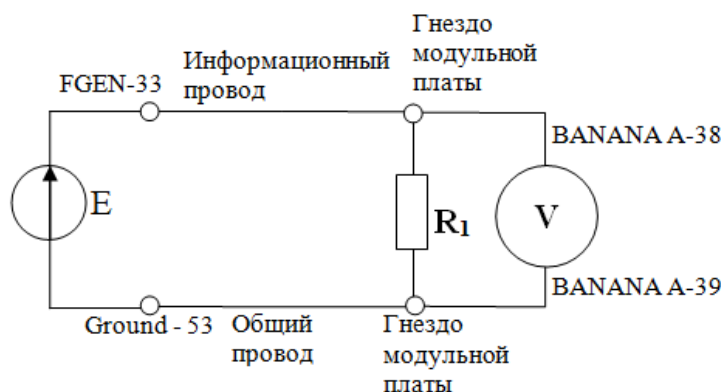 Гнездо
модульной
платы
Информационный
провод
FGEN-33
BANANA A-38
E
R₁
V
BANANA A-39
Ground - 53
Общий
провод
Гнездо
модульной
платы